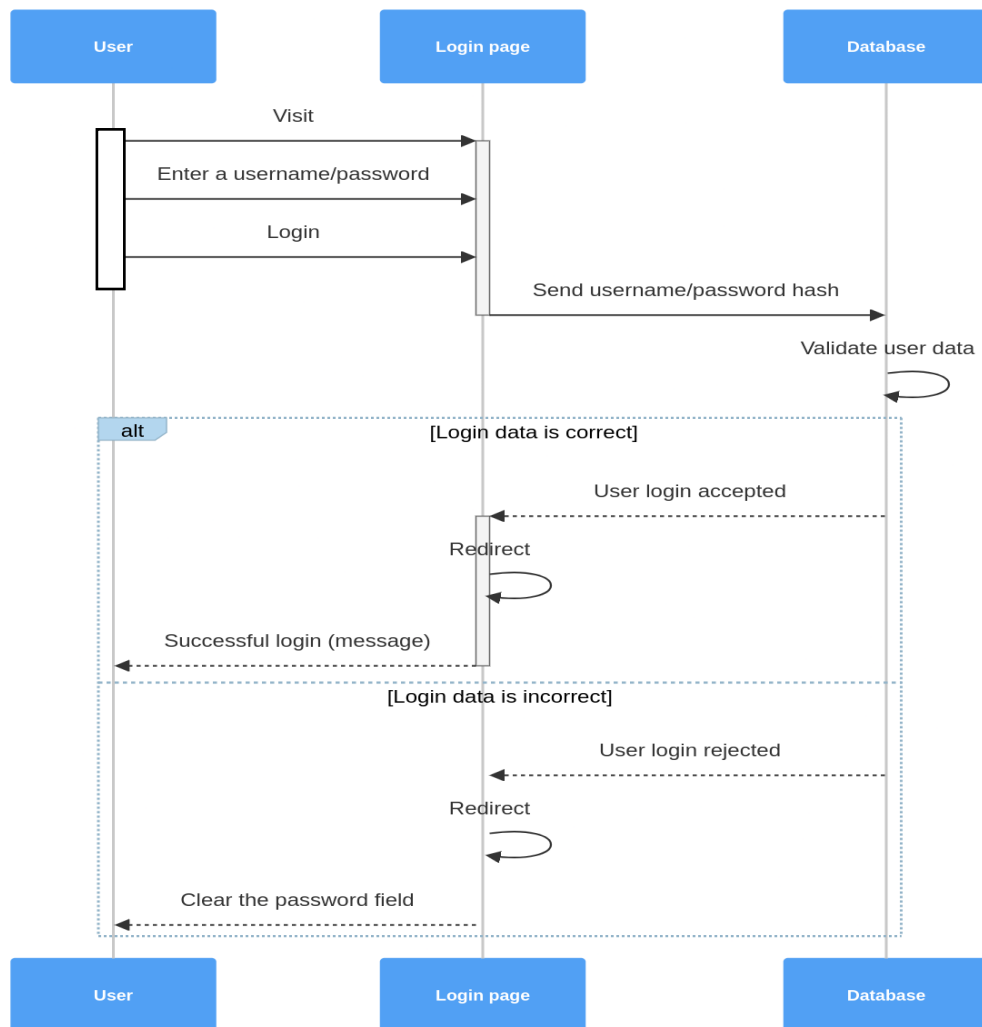 User
Login page
Database
Visit
Enter a username/password
Login
Send username/password hash
Validate user data
alt
[Login data is correct]
User login accepted
Redirect
Successful login (message)
[Login data is incorrect]
User login rejected
Redirect
Clear the password field
User
Login page
Database